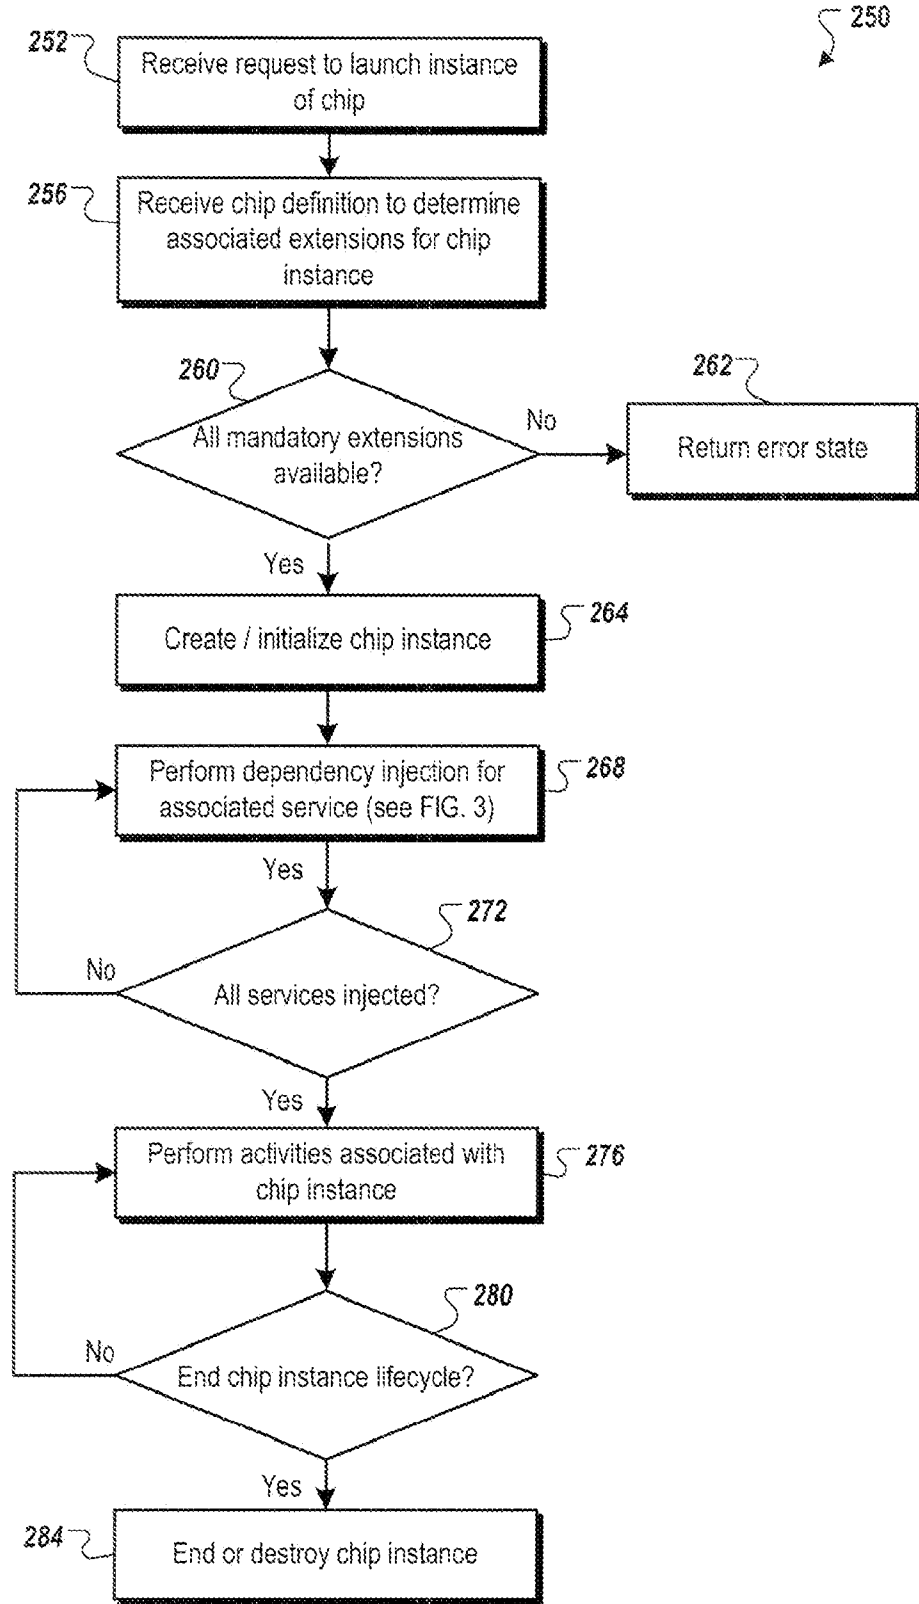 250
252
Receive request to launch instance
of chip
256
Receive chip definition to determine
associated extensions for chip
instance
260
All mandatory extensions
available?
No
262
Return error state
Yes
264
Create / initialize chip instance
268
Perform dependency injection for
associated service (see FIG. 3)
Yes
272
All services injected?
No
Yes
276
Perform activities associated with
chip instance
280
End chip instance lifecycle?
No
Yes
284
End or destroy chip instance